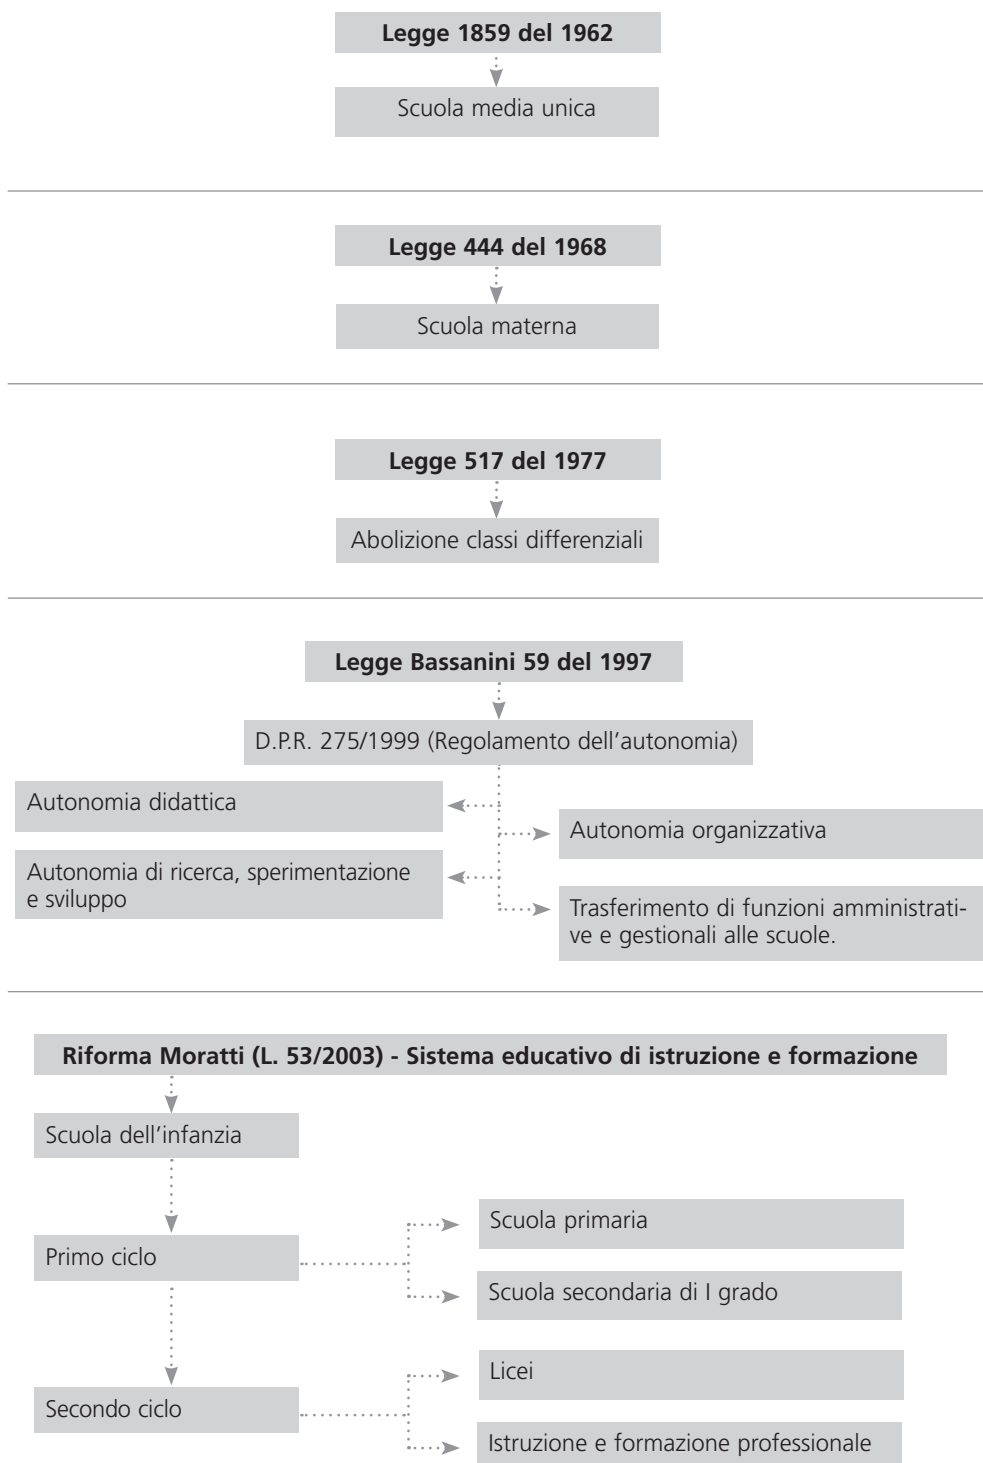 Legge 1859 del 1962
Scuola media unica
Legge 444 del 1968
Scuola materna
Legge 517 del 1977
Abolizione classi differenziali
Legge Bassanini 59 del 1997
D.P.R. 275/1999 (Regolamento dell'autonomia)
Autonomia didattica
Autonomia organizzativa
Autonomia di ricerca, sperimentazione
e sviluppo
Trasferimento di funzioni amministrati-
ve e gestionali alle scuole.
Riforma Moratti (L. 53/2003) - Sistema educativo di istruzione e formazione
Scuola dell'infanzia
Primo ciclo
Scuola primaria
Scuola secondaria di I grado
Secondo ciclo
Licei
Istruzione e formazione professionale